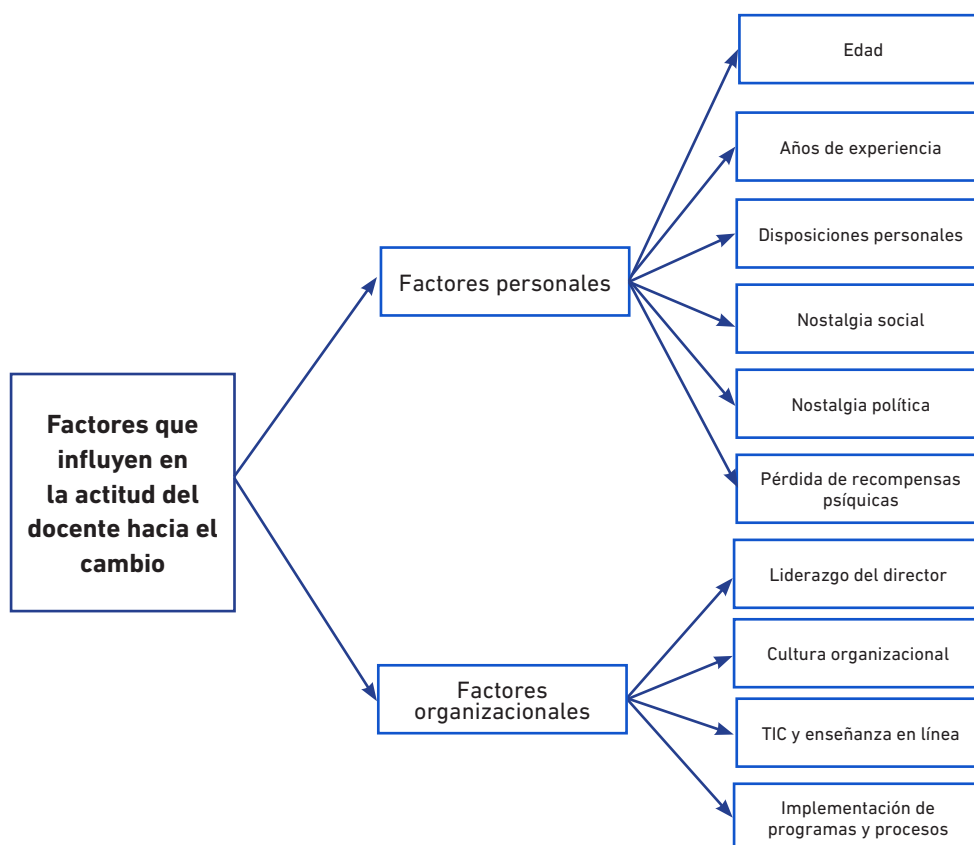 Factores que
influyen en
la actitud del
docente hacia el
cambio
Factores personales
Edad
Años de experiencia
Disposiciones personales
Nostalgia social
Nostalgia política
Pérdida de recompensas
psíquicas
Factores
organizacionales
Liderazgo del director
Cultura organizacional
TIC y enseñanza en línea
Implementación de
programas y procesos